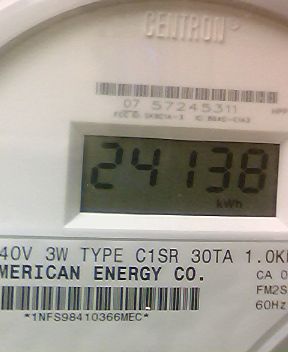 CENTRON®
07 57245311
24138
kWh
40V 3W TYPE C1SR 30TA 1.0K
MERICAN ENERGY CO.
CA 0
FM2S
60Hz
*1NFS98410366MEC*